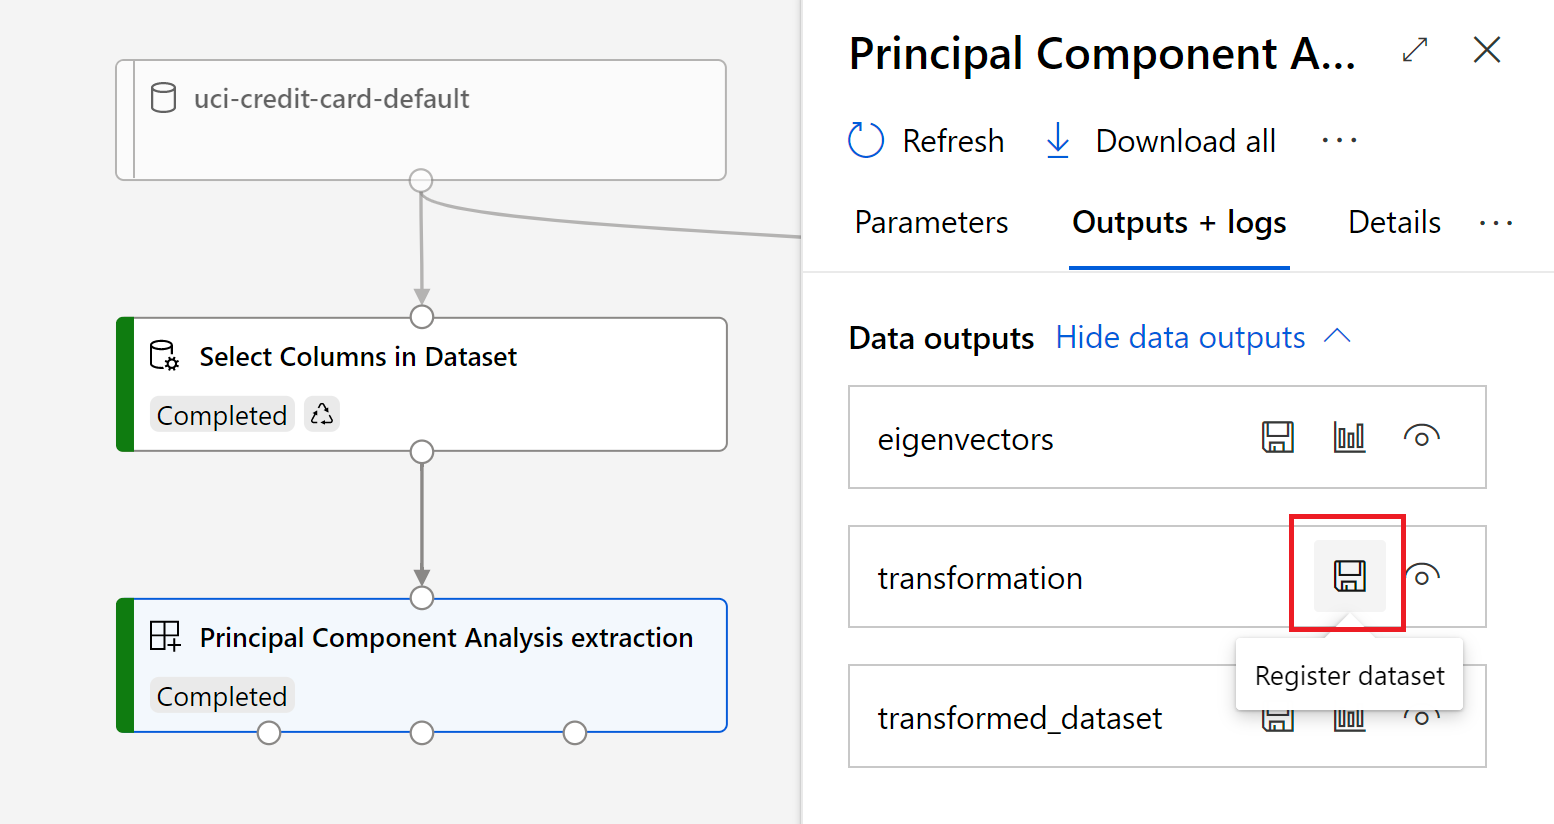 uci-credit-card-default
Select Columns in Dataset
Completed
Principal Component Analysis extraction
Completed
Principal Component A...
Refresh Download all ...
Parameters Outputs + logs Details ...
Data outputs Hide data outputs
eigenvectors
transformation
Register dataset
transformed_dataset